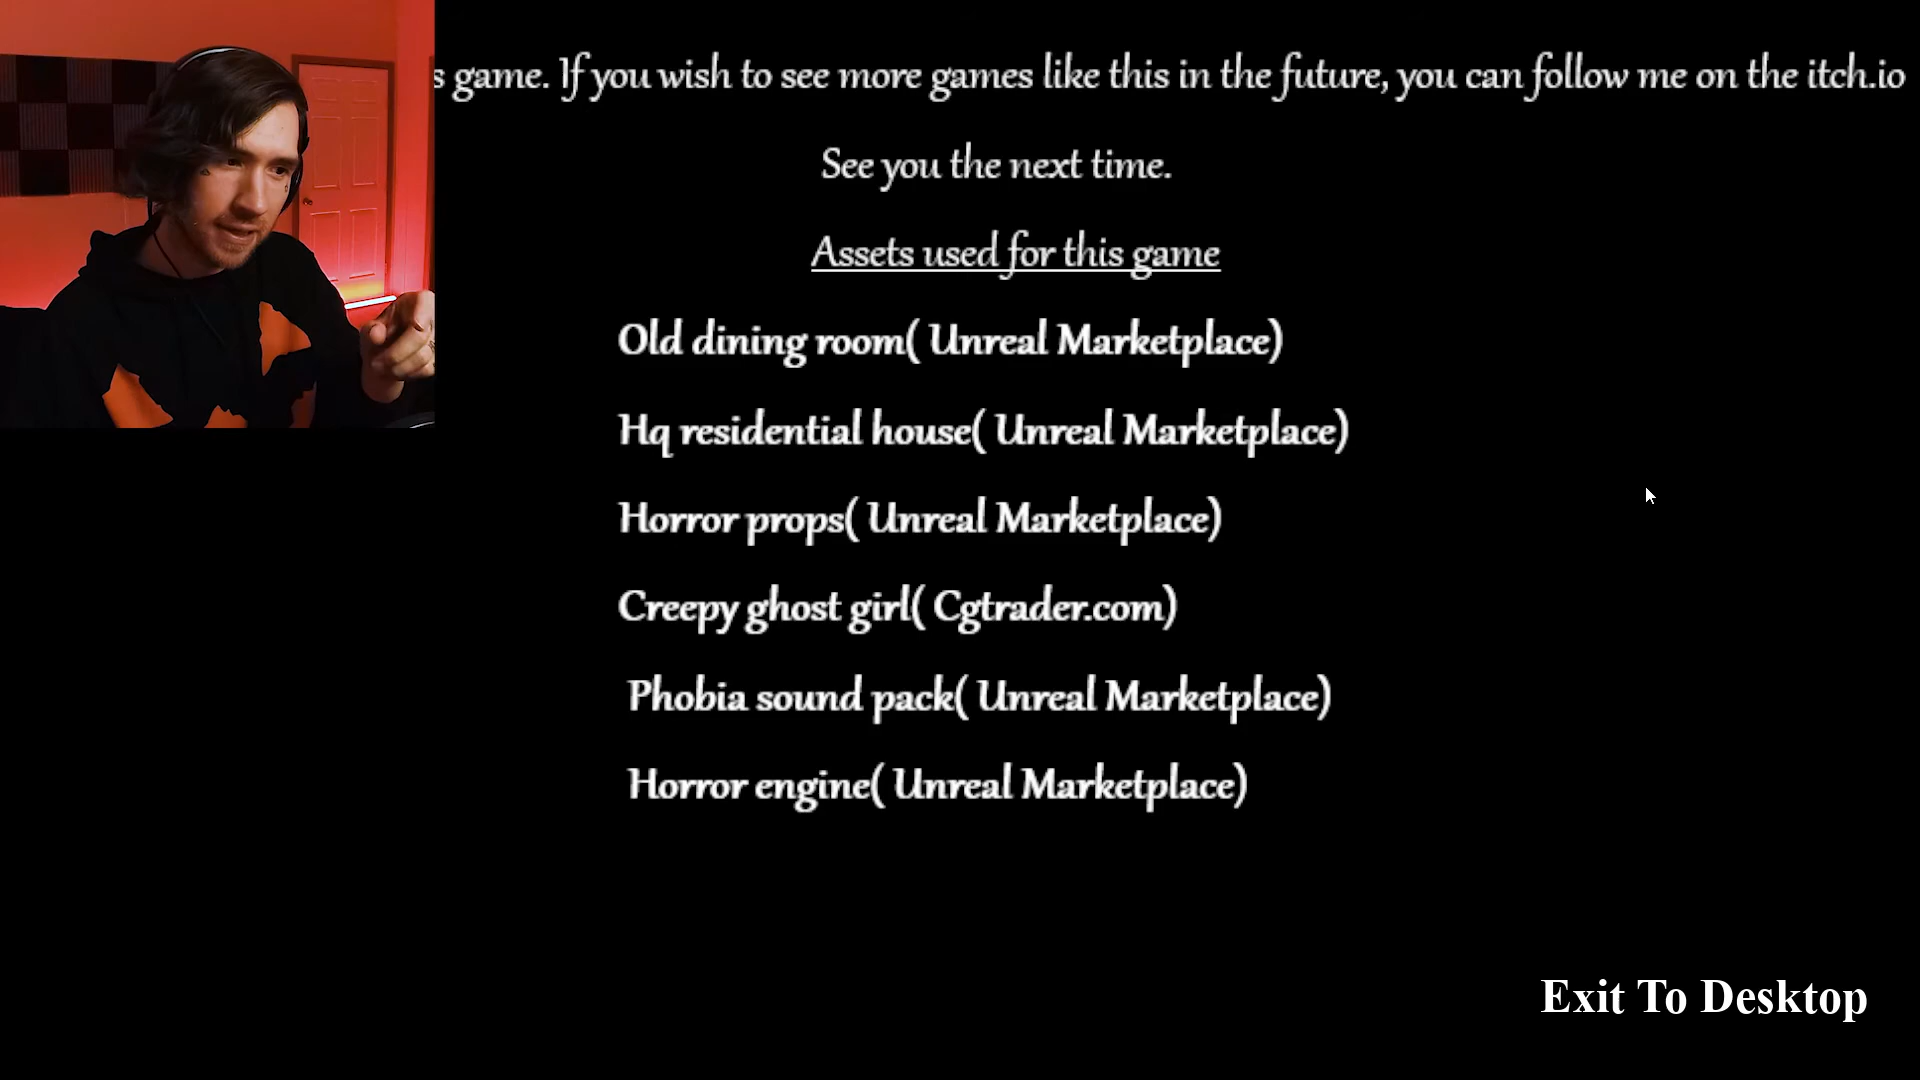 s game. If you wish to see more games like this in the future, you can follow me on the itch.io
See you the next time.
Assets used for this game
Old dining room( Unreal Marketplace)
Hq residential house( Unreal Marketplace)
Horror props( Unreal Marketplace)
Creepy ghost girl( Cgtrader.com)
Phobia sound pack( Unreal Marketplace)
Horror engine( Unreal Marketplace)
Exit To Desktop